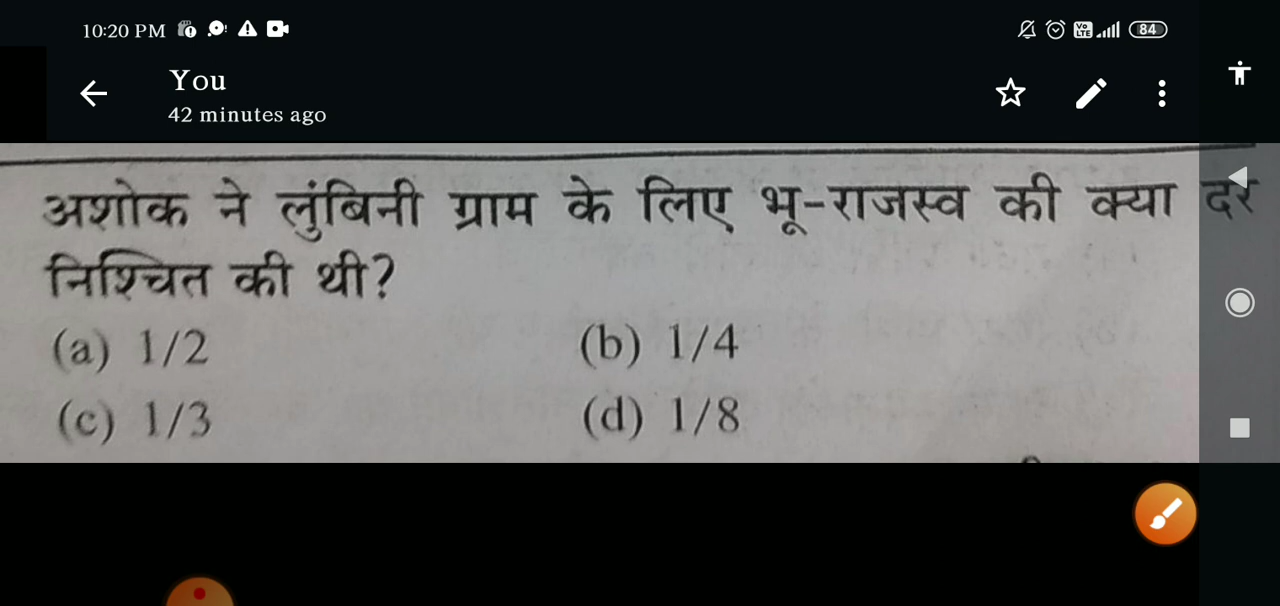 10:20 PM 84
You
42 minutes ago
अशोक ने लुंबिनी ग्राम के लिए भू-राजस्व की क्या दर
निश्चित की थी?
(a) 1/2 (b) 1/4
(c) 1/3 (d) 1/8